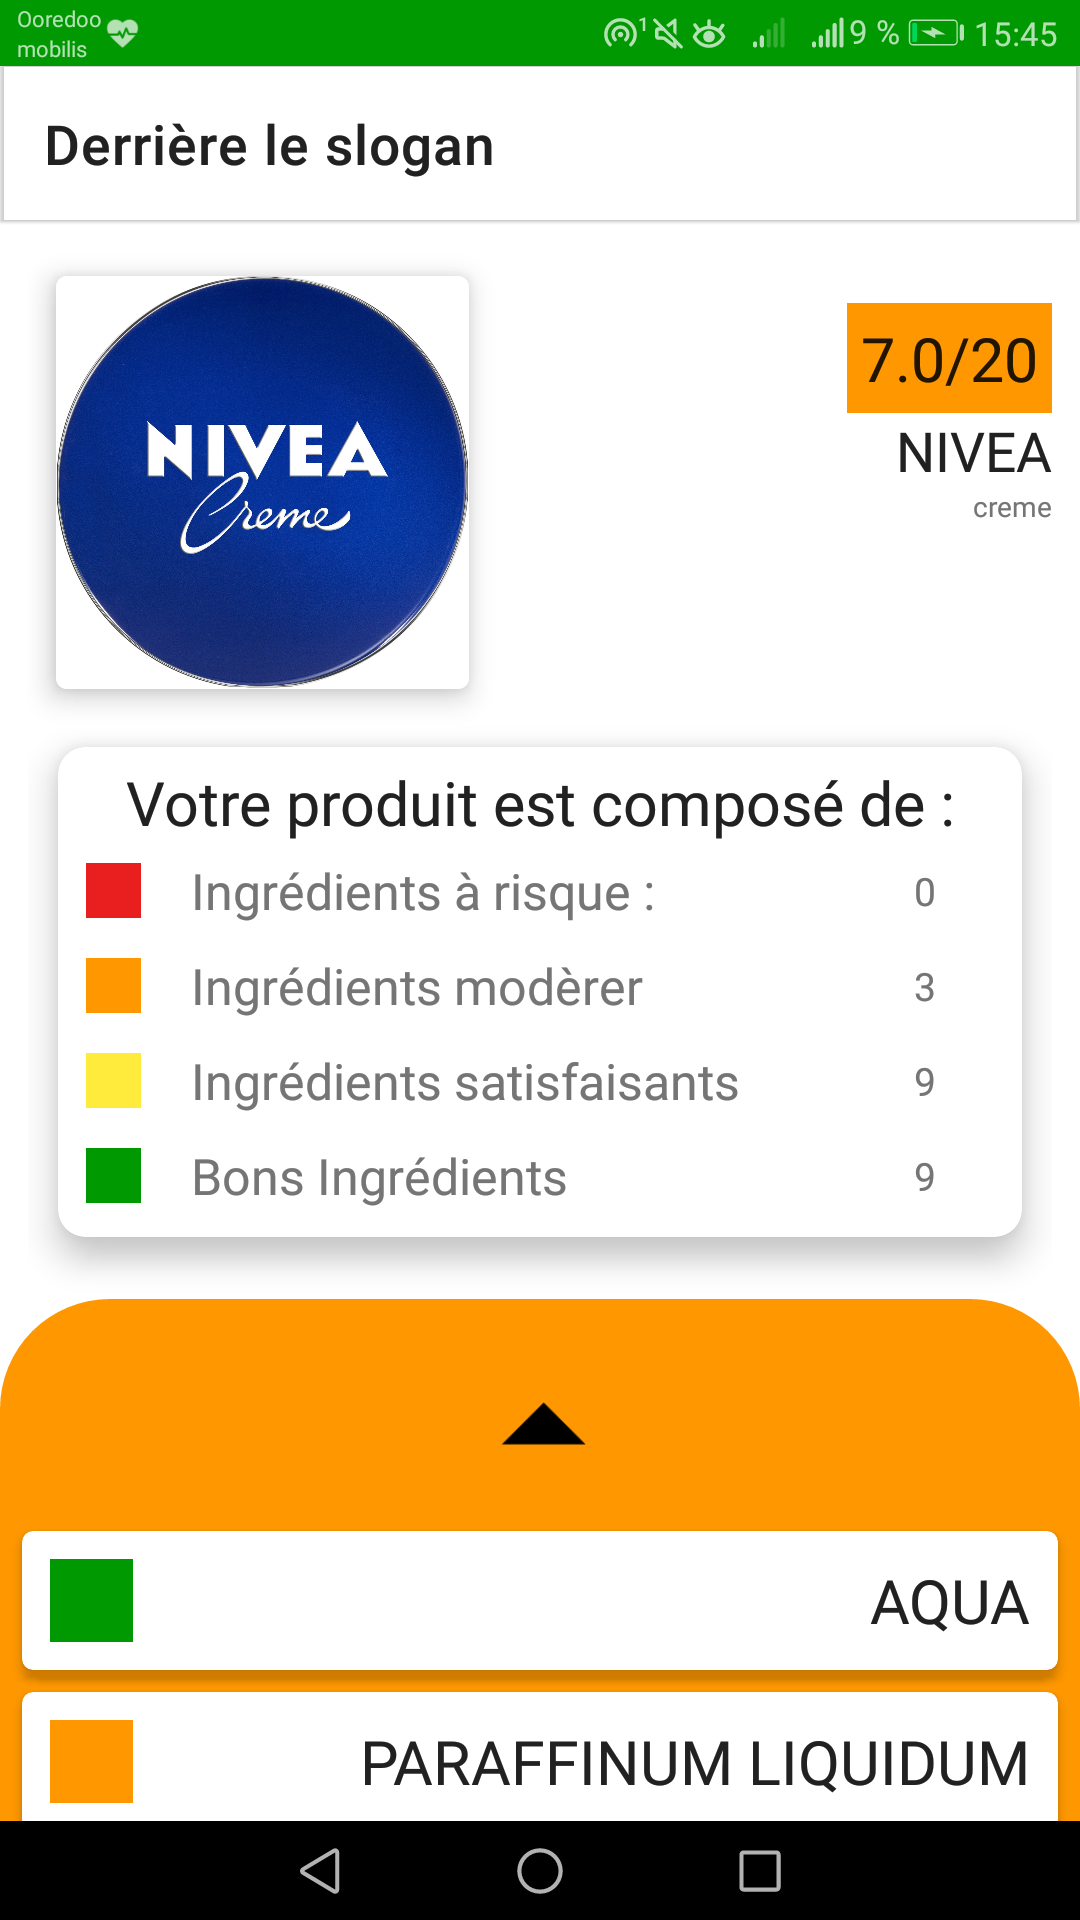 Ooredoo
mobilis
1
9 %
15:45
Derrière le slogan
NIVEA
Creme
7.0/20
NIVEA
creme
Votre produit est composé de :
Ingrédients à risque : 0
Ingrédients modèrer 3
Ingrédients satisfaisants 9
Bons Ingrédients 9
AQUA
PARAFFINUM LIQUIDUM